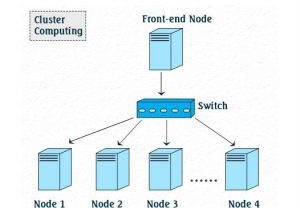 Cluster
Computing
Front-end Node
Switch
Node 1
Node 2
Node 3
Node 4